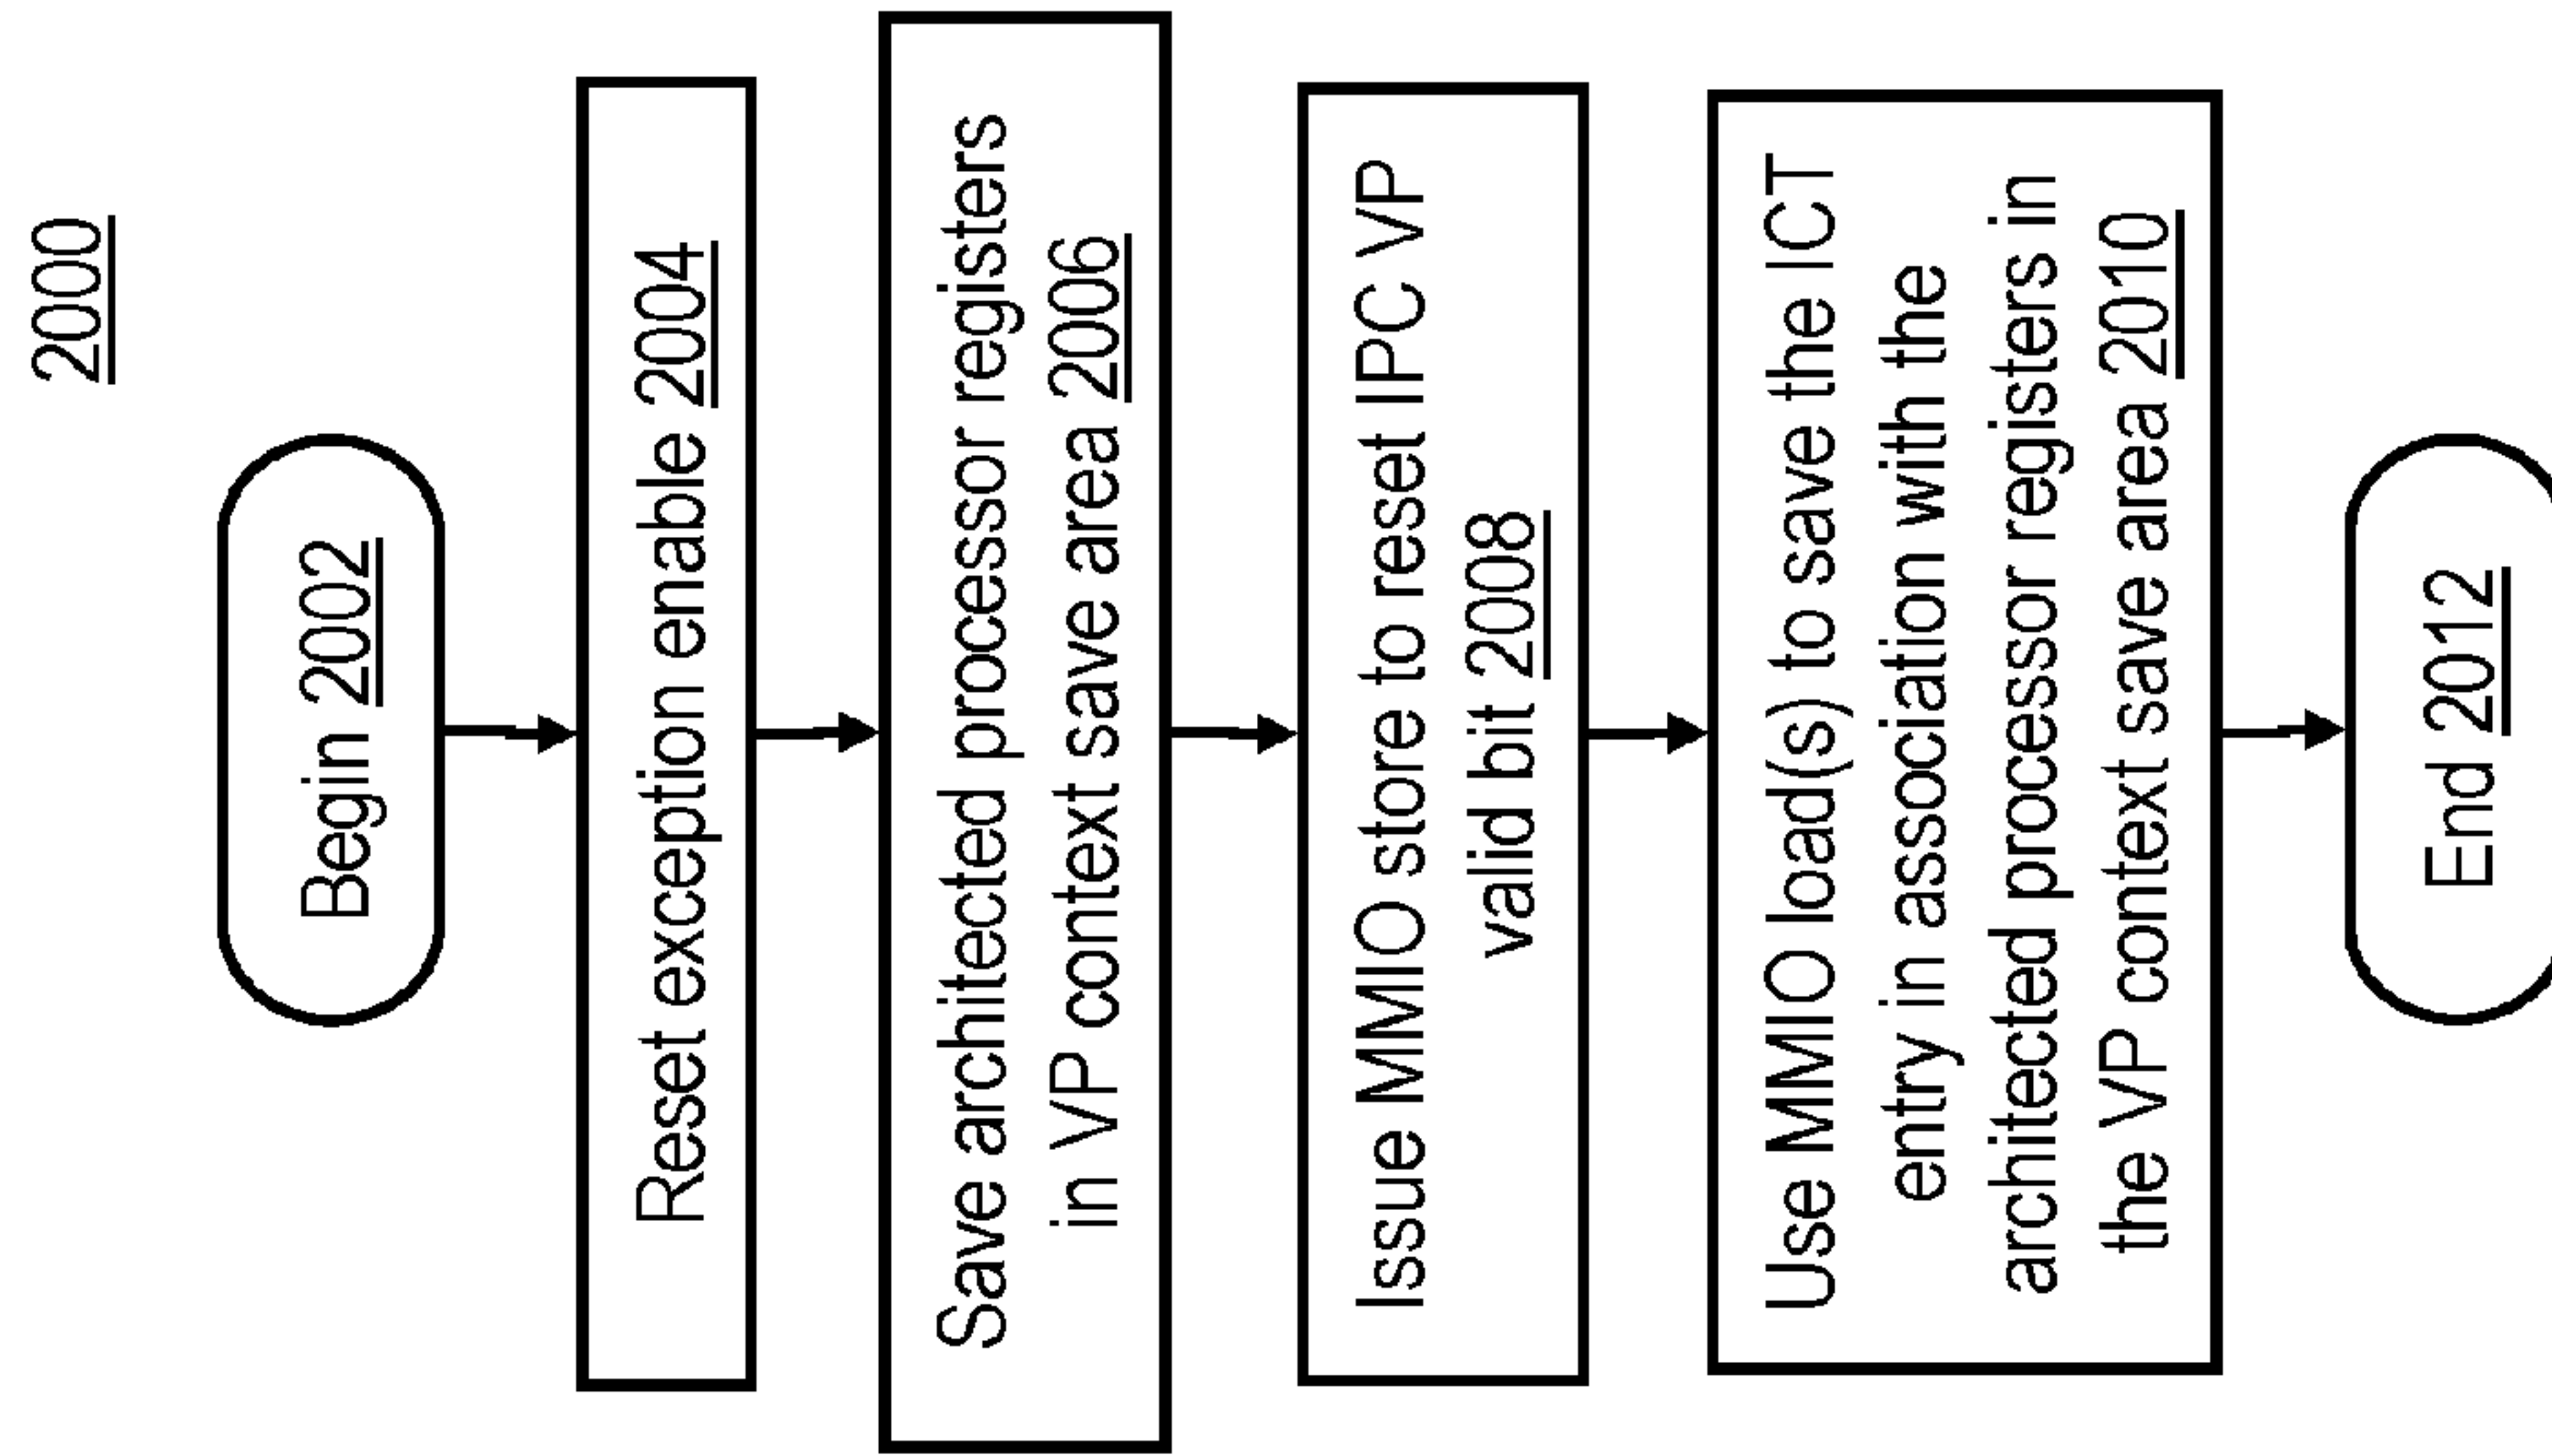 2000
Begin 2002
Reset exception enable 2004
Save architected processor registers
in VP context save area 2006
Issue MMIO store to reset IPC VP
valid bit 2008
Use MMIO load(s) to save the ICT
entry in association with the
architected processor registers in
the VP context save area 2010
End 2012